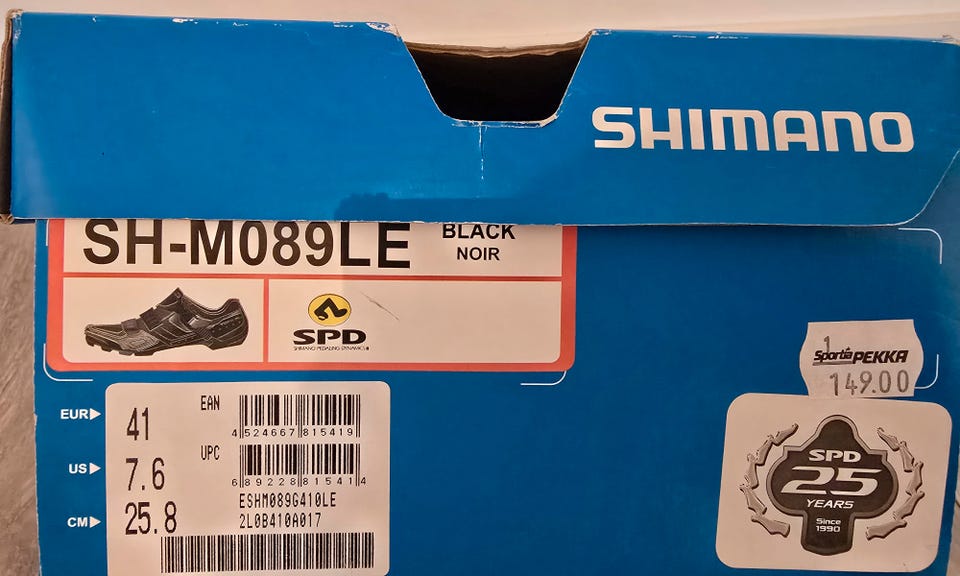 SHIMANO
SH-M089LE
BLACK
NOIR
SPD
SHIMANO PEDALING DYNAMICS
1
Sportia PEKKA
149.00
EUR
41
EAN
4 524667 815419
US
7.6
UPC
6 89228 81541 4
ESHM089G410LE
CM
25.8
2L0B410A017
SPD
25
YEARS
Since
1990